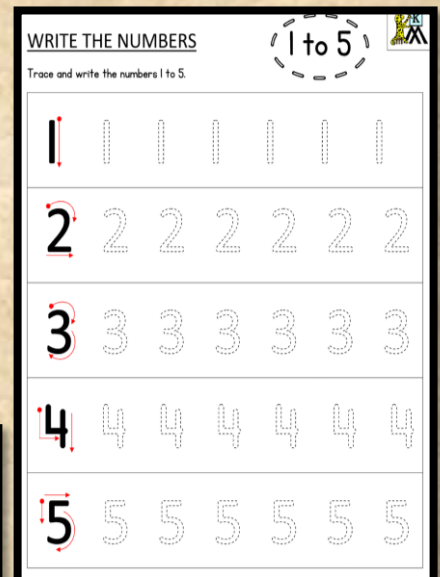 WRITE THE NUMBERS
1 to 5
Trace and write the numbers 1 to 5.
1 1 1 1 1 1 1
2 2 2 2 2 2 2
3 3 3 3 3 3 3
4 4 4 4 4 4 4
5 5 5 5 5 5 5